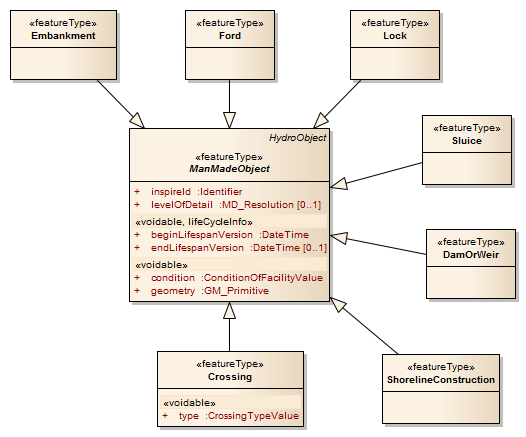 «featureType»
Embankment
«featureType»
Ford
«featureType»
Lock
HydroObject
«featureType»
ManMadeObject
+ inspireId :Identifier
+ levelOfDetail :MD_Resolution [0..1]
«voidable, lifeCycleInfo»
+ beginLifespanVersion :DateTime
+ endLifespanVersion :DateTime [0..1]
«voidable»
+ condition :ConditionOfFacilityValue
+ geometry :GM_Primitive
«featureType»
Sluice
«featureType»
DamOrWeir
«featureType»
Crossing
«voidable»
+ type :CrossingTypeValue
«featureType»
ShorelineConstruction